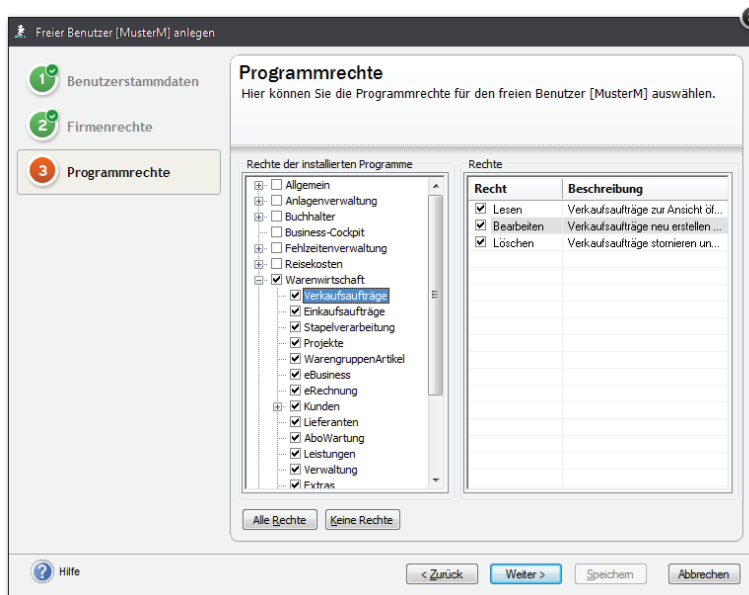 Freier Benutzer [MusterM] anlegen
1 Benutzerstammdaten
2 Firmenrechte
3 Programmrechte
Programmrechte
Hier können Sie die Programmrechte für den freien Benutzer [MusterM] auswählen.
Rechte der installierten Programme
Allgemein
Anlagenverwaltung
Buchhalter
Business-Cockpit
Fehlzeitenverwaltung
Reisekosten
Warenwirtschaft
Verkaufsaufträge
Einkaufsaufträge
Stapelverarbeitung
Projekte
WarengruppenArtikel
eBusiness
eRechnung
Kunden
Lieferanten
AboWartung
Leistungen
Verwaltung
Extras
Rechte
Recht Beschreibung
Lesen Verkaufsaufträge zur Ansicht öf...
Bearbeiten Verkaufsaufträge neu erstellen ...
Löschen Verkaufsaufträge stornieren un...
Alle Rechte Keine Rechte
Hilfe < Zurück Weiter > Speichern Abbrechen